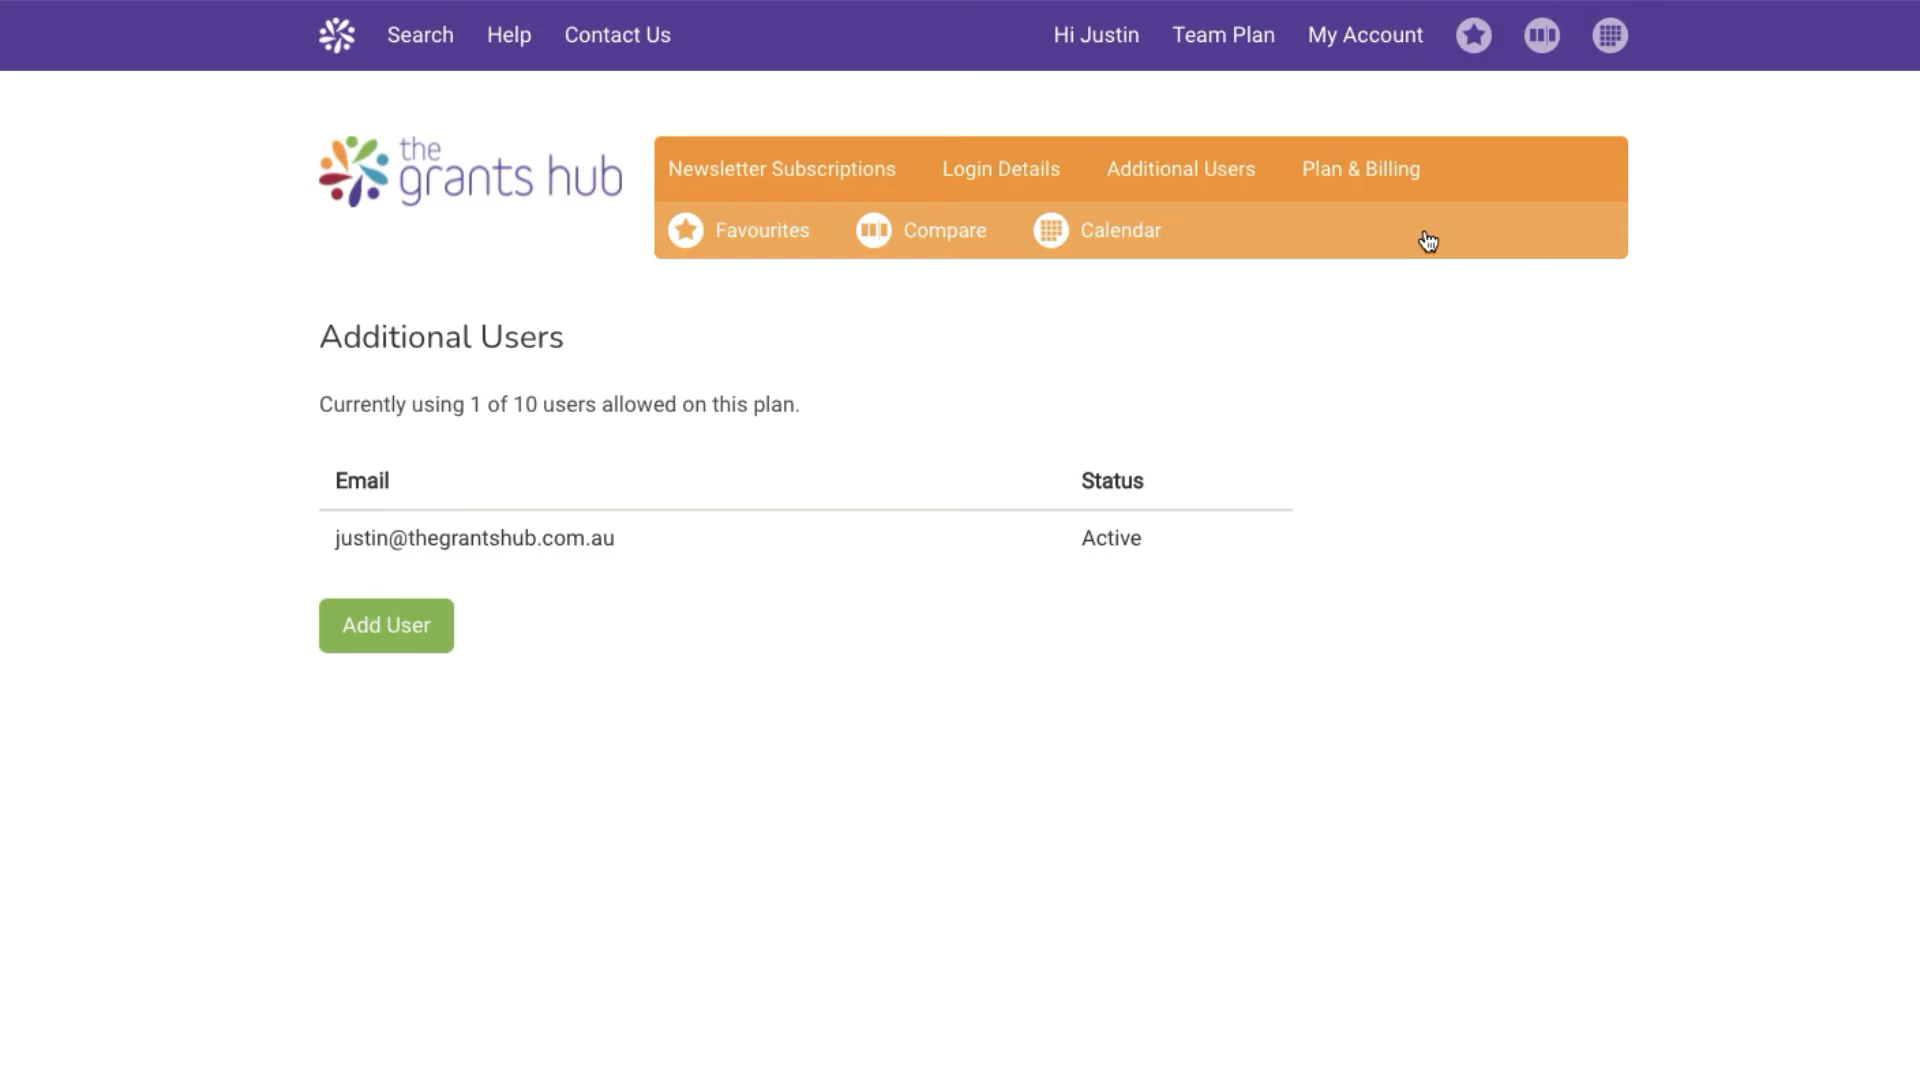 Search Help Contact Us Hi Justin Team Plan My Account
the
grants hub
Newsletter Subscriptions Login Details Additional Users Plan & Billing
Favourites Compare Calendar
Additional Users
Currently using 1 of 10 users allowed on this plan.
Email Status
justin@thegrantshub.com.au Active
Add User